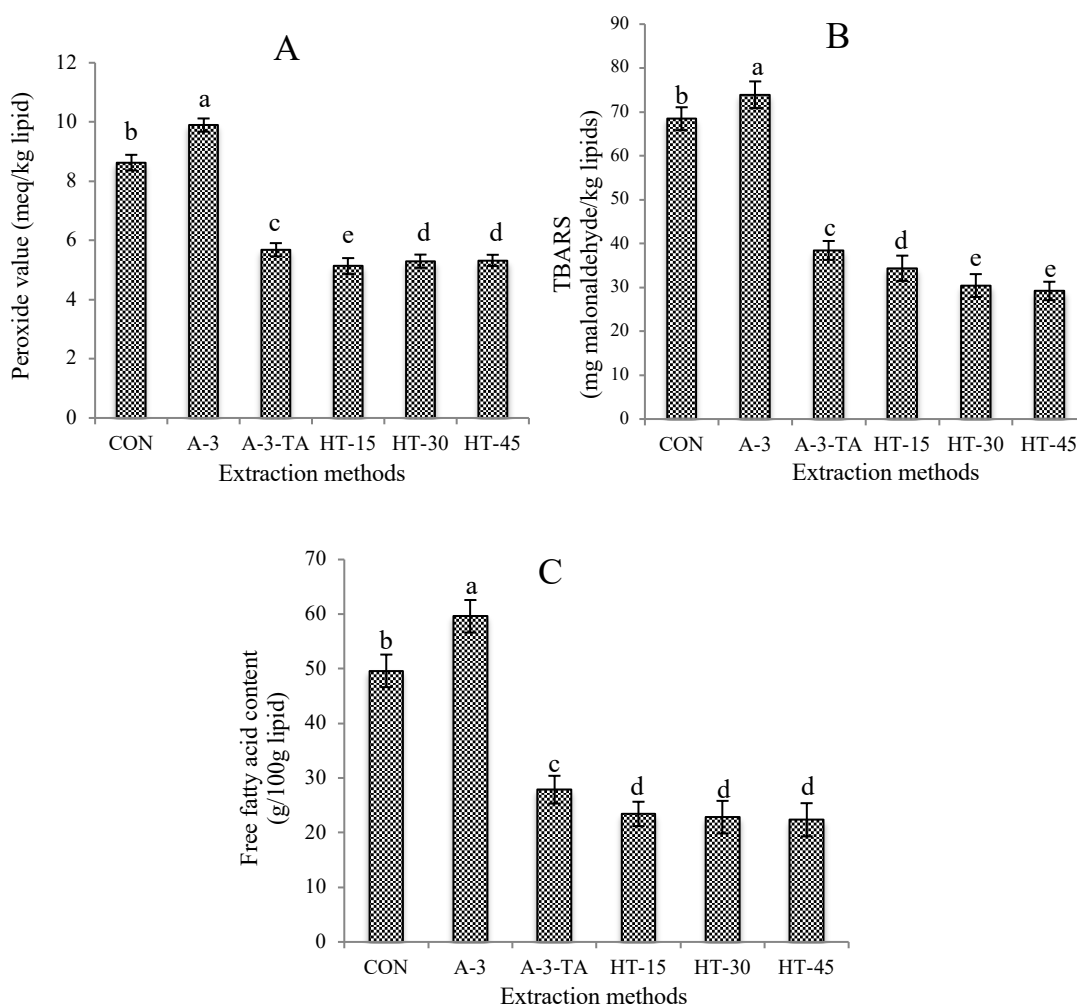 A
Peroxide value (meq/kg lipid)
12
10
8
6
4
2
0
b
a
c
e
d
d
CON
A-3
A-3-TA
HT-15
HT-30
HT-45
Extraction methods
B
TBARS
(mg malonaldehyde/kg lipids)
90
80
70
60
50
40
30
20
10
0
b
a
c
d
e
e
CON
A-3
A-3-TA
HT-15
HT-30
HT-45
Extraction methods
C
Free fatty acid content
(g/100g lipid)
70
60
50
40
30
20
10
0
b
a
c
d
d
d
CON
A-3
A-3-TA
HT-15
HT-30
HT-45
Extraction methods